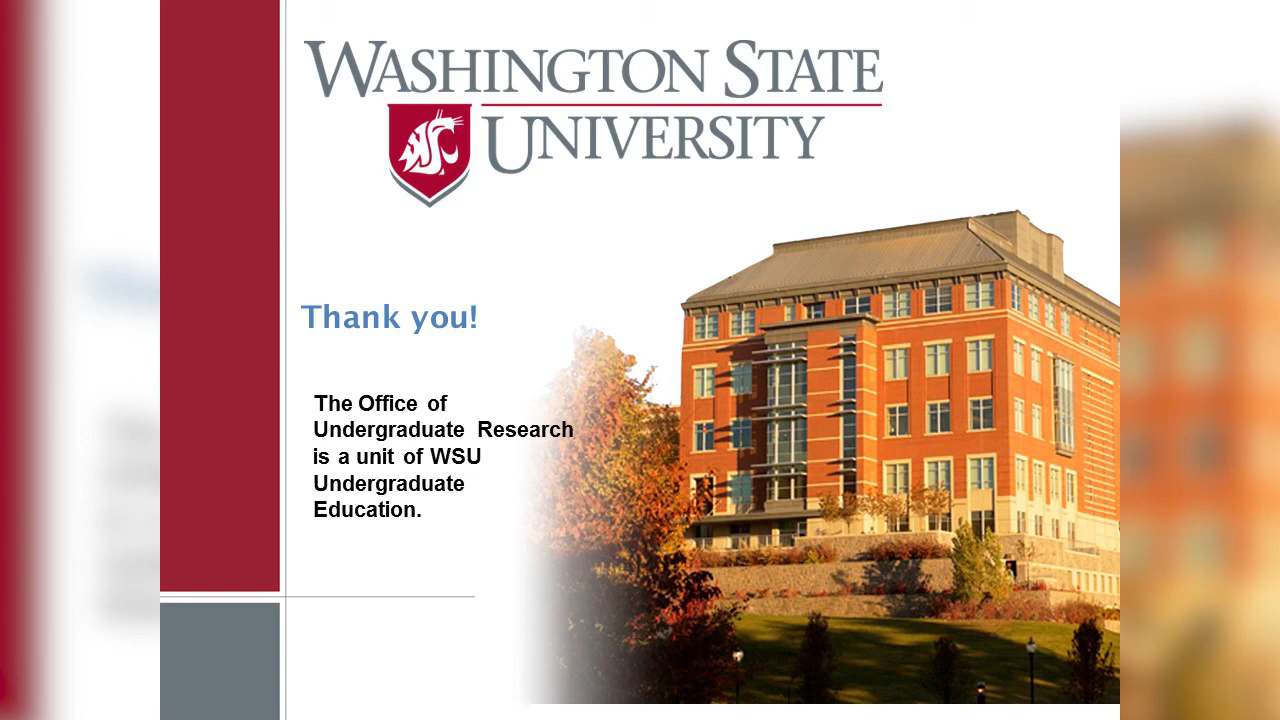 WASHINGTON STATE
UNIVERSITY
Thank you!
The Office of
Undergraduate Research
is a unit of WSU
Undergraduate
Education.